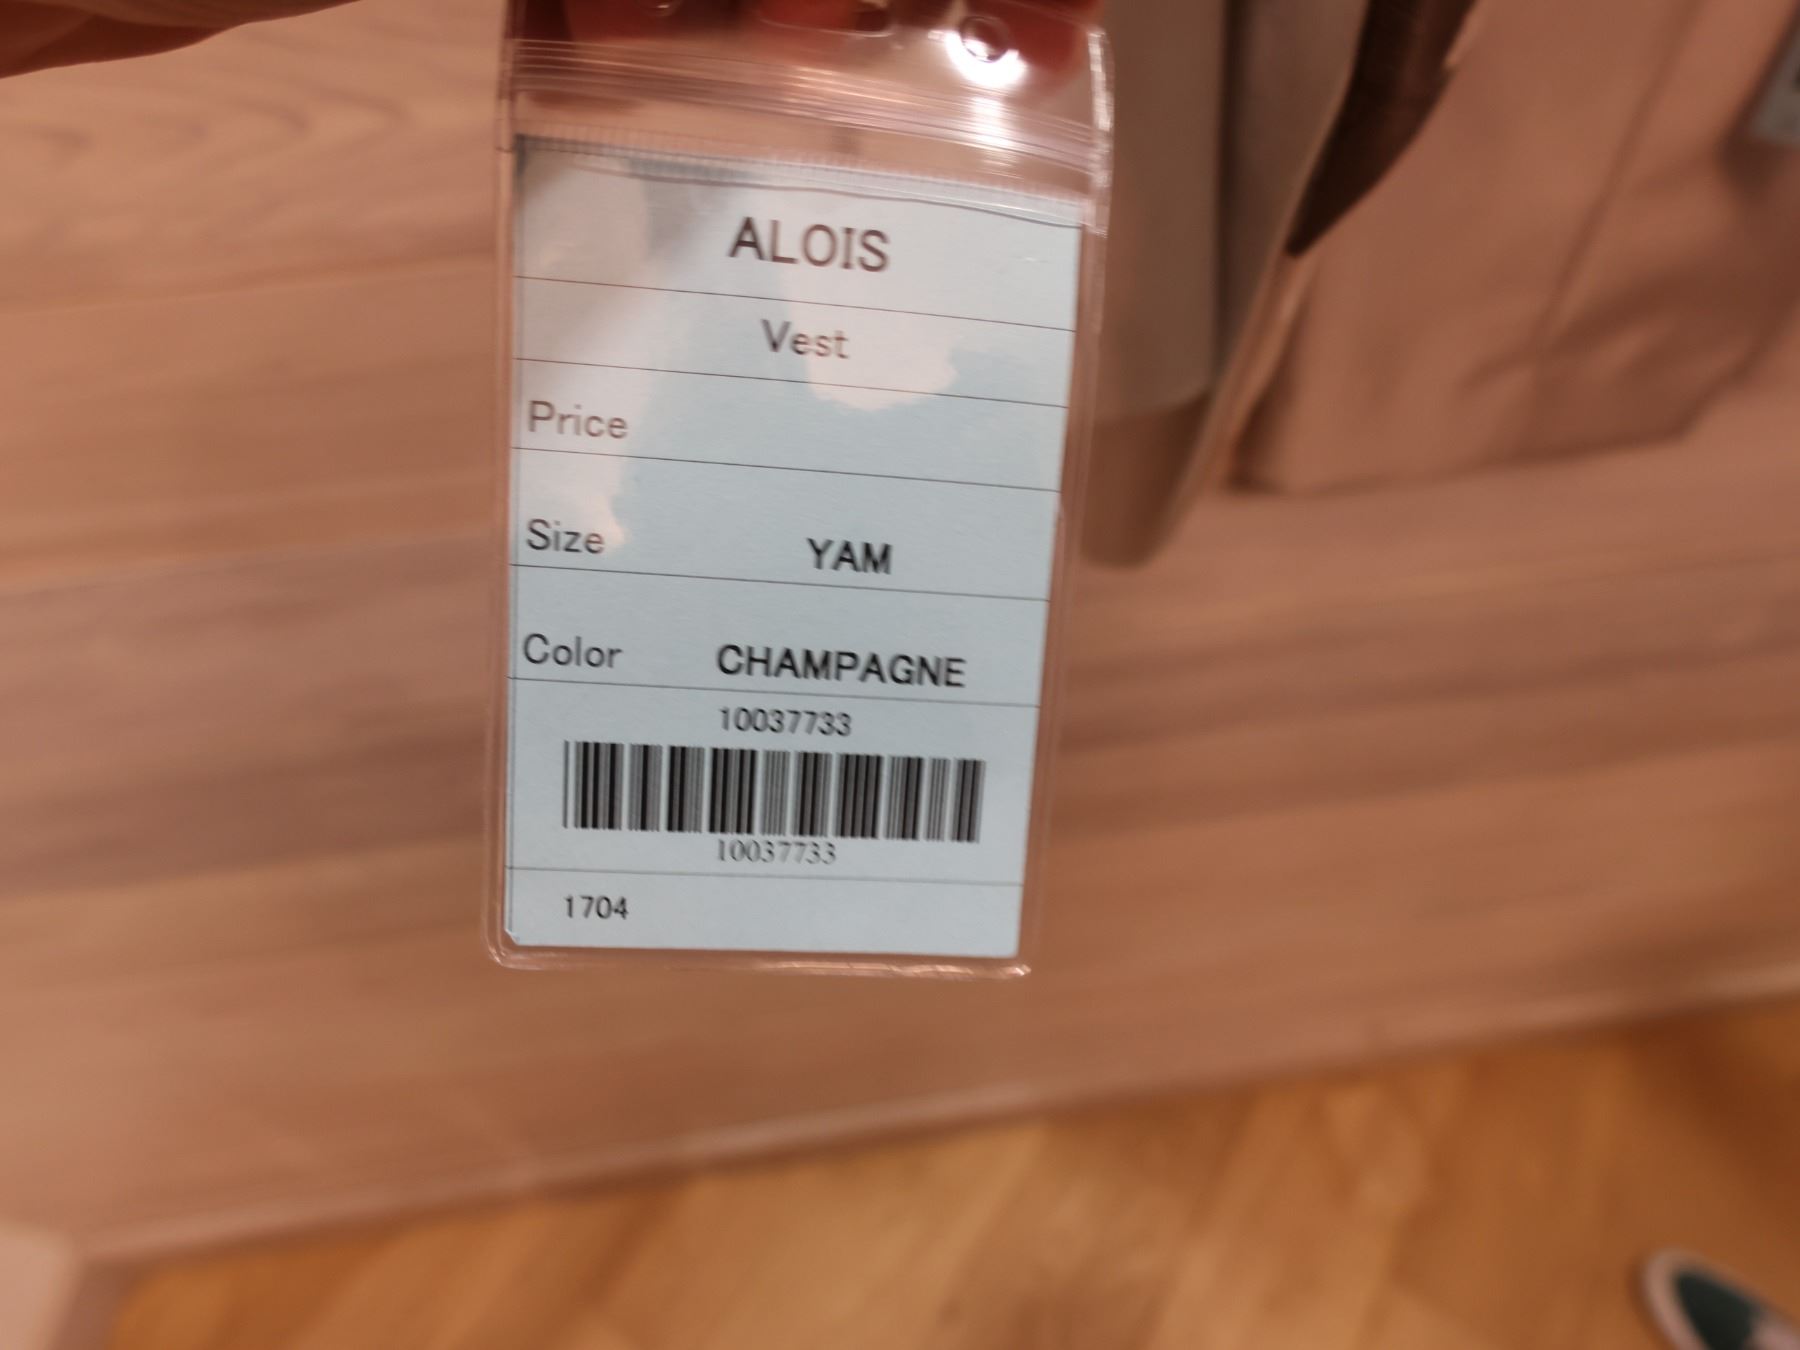 ALOIS
Vest
Price
Size YAM
Color CHAMPAGNE
10037733
10037733
1704